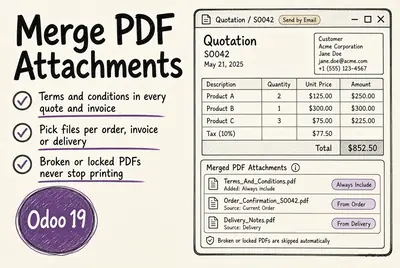 Merge PDF
Attachments
Terms and conditions in every
quote and invoice
Pick files per order, invoice
or delivery
Broken or locked PDFs
never stop printing
Odoo 19
Quotation / SO042 Send by Email
Quotation
SO042
May 21, 2025
Customer
Acme Corporation
Jane Doe
jane.doe@acme.com
+1 (555) 123-4567
Description Quantity Unit Price Amount
Product A 2 $125.00 $250.00
Product B 1 $300.00 $300.00
Product C 3 $75.00 $225.00
Tax (10%) $77.50
Total $852.50
Merged PDF Attachments
Terms_And_Conditions.pdf
Added: Always include
Always Include
Order_Confirmation_SO042.pdf
Source: Current Order
From Order
Delivery_Notes.pdf
Source: Delivery
From Delivery
Broken or locked PDFs are skipped automatically